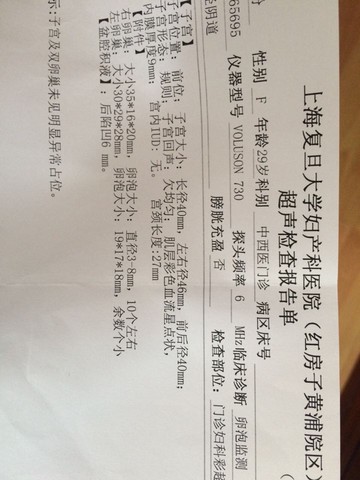 上海复旦大学妇产科医院（红房子黄浦院区）
超声检查报告单
性别 F 年龄 29岁 科别 中西医门诊 病区床号
65695 仪器型号 VOLUSON 730 探头频率 6 MHz 临床诊断 卵泡监测
经阴道 膀胱充盈 否 检查部位: 门诊妇科彩超
【子宫】
子宫位置: 前位; 子宫大小: 长径40mm, 左右径46mm, 前后径40mm;
子宫形态: 规则; 子宫回声: 欠均匀; 肌层彩色血流星点状,
内膜厚度9mm; 宫内IUD: 无。 宫颈长度:27mm
【附件】
右卵巢: 大小35*16*20mm, 卵泡大小: 直径3-8mm, 10个左右
左卵巢: 大小30*29*28mm, 卵泡大小: 19*17*18mm, 余数个小
【盆腔积液】: 后陷凹6 mm。
示:子宫及双卵巢未见明显异常占位。